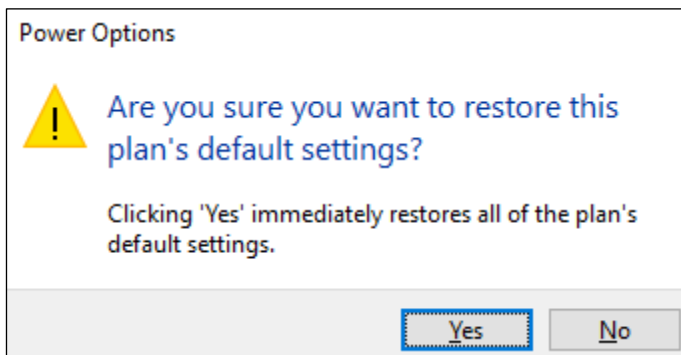 Power Options
Are you sure you want to restore this
plan's default settings?
Clicking 'Yes' immediately restores all of the plan's
default settings.
Yes
No